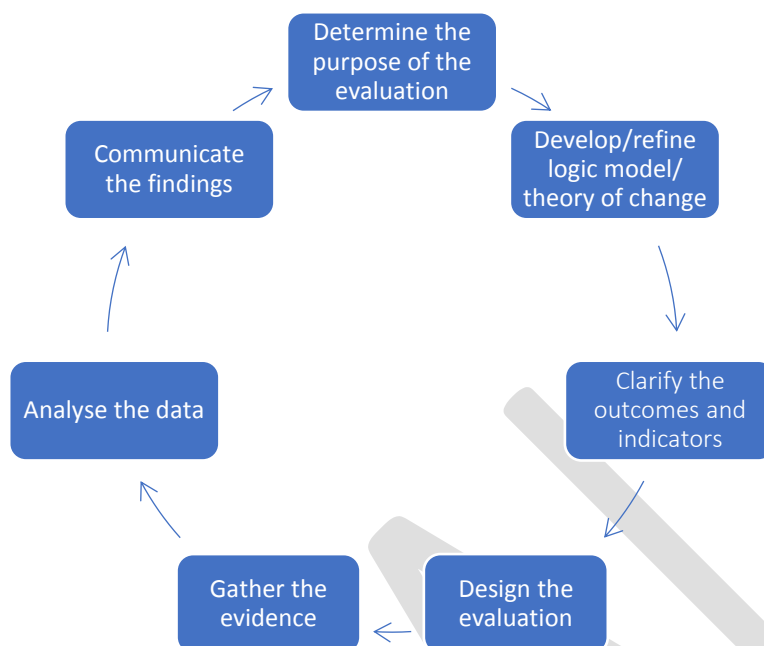 Determine the
purpose of the
evaluation
Develop/refine
logic model/
theory of change
Clarify the
outcomes and
indicators
Design the
evaluation
Gather the
evidence
Analyse the data
Communicate
the findings